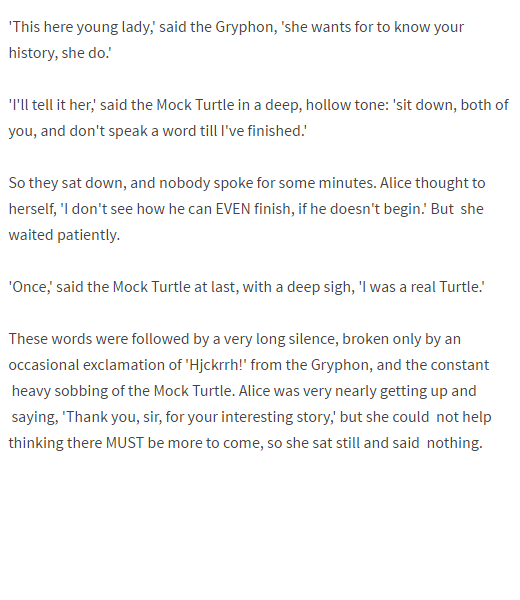 'This here young lady,' said the Gryphon, 'she wants for to know your
history, she do.'
'I'll tell it her,' said the Mock Turtle in a deep, hollow tone: 'sit down, both of
you, and don't speak a word till I've finished.'
So they sat down, and nobody spoke for some minutes. Alice thought to
herself, 'I don't see how he can EVEN finish, if he doesn't begin.' But  she
waited patiently.
'Once,' said the Mock Turtle at last, with a deep sigh, 'I was a real Turtle.'
These words were followed by a very long silence, broken only by an
occasional exclamation of 'Hjckrrh!' from the Gryphon, and the constant
heavy sobbing of the Mock Turtle. Alice was very nearly getting up and
saying, 'Thank you, sir, for your interesting story,' but she could  not help
thinking there MUST be more to come, so she sat still and said  nothing.